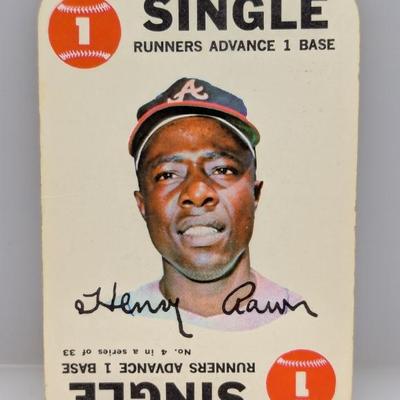 SINGLE
1
RUNNERS ADVANCE 1 BASE
A
Henry Aaron
No. 4 in a series of 33
RUNNERS ADVANCE 1 BASE
SINGLE
1